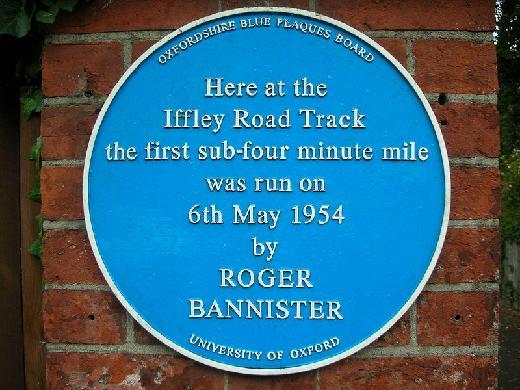 OXFORDSHIRE BLUE PLAQUES BOARD
Here at the
Iffley Road Track
the first sub-four minute mile
was run on
6th May 1954
by
ROGER
BANNISTER
UNIVERSITY OF OXFORD